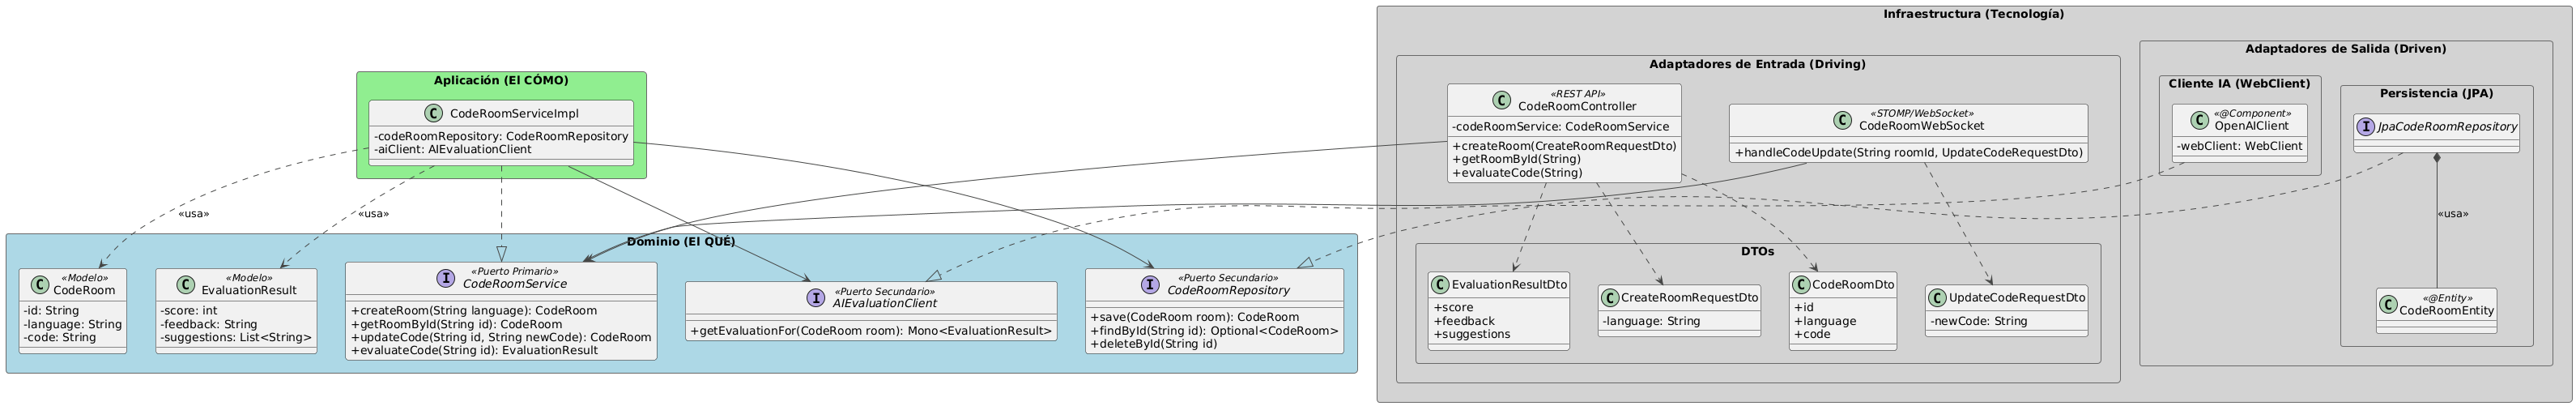 Infraestructura (Tecnología)
Adaptadores de Entrada (Driving)
«REST API»
C CodeRoomController
-codeRoomService: CodeRoomService
+createRoom(CreateRoomRequestDto)
+getRoomById(String)
+evaluateCode(String)
«STOMP/WebSocket»
C CodeRoomWebSocket
+handleCodeUpdate(String roomId, UpdateCodeRequestDto)
DTOs
C EvaluationResultDto
+score
+feedback
+suggestions
C CreateRoomRequestDto
-language: String
C CodeRoomDto
+id
+language
+code
C UpdateCodeRequestDto
-newCode: String
Adaptadores de Salida (Driven)
Cliente IA (WebClient)
«@Component»
C OpenAIClient
-webClient: WebClient
Persistencia (JPA)
I JpaCodeRoomRepository
«usa»
«@Entity»
C CodeRoomEntity
Aplicación (El CÓMO)
C CodeRoomServiceImpl
-codeRoomRepository: CodeRoomRepository
-aiClient: AIEvaluationClient
«usa»
«usa»
Dominio (El QUÉ)
«Modelo»
C CodeRoom
-id: String
-language: String
-code: String
«Modelo»
C EvaluationResult
-score: int
-feedback: String
-suggestions: List<String>
«Puerto Primario»
I CodeRoomService
+createRoom(String language): CodeRoom
+getRoomById(String id): CodeRoom
+updateCode(String id, String newCode): CodeRoom
+evaluateCode(String id): EvaluationResult
«Puerto Secundario»
I AIEvaluationClient
+getEvaluationFor(CodeRoom room): Mono<EvaluationResult>
«Puerto Secundario»
I CodeRoomRepository
+save(CodeRoom room): CodeRoom
+findById(String id): Optional<CodeRoom>
+deleteById(String id)